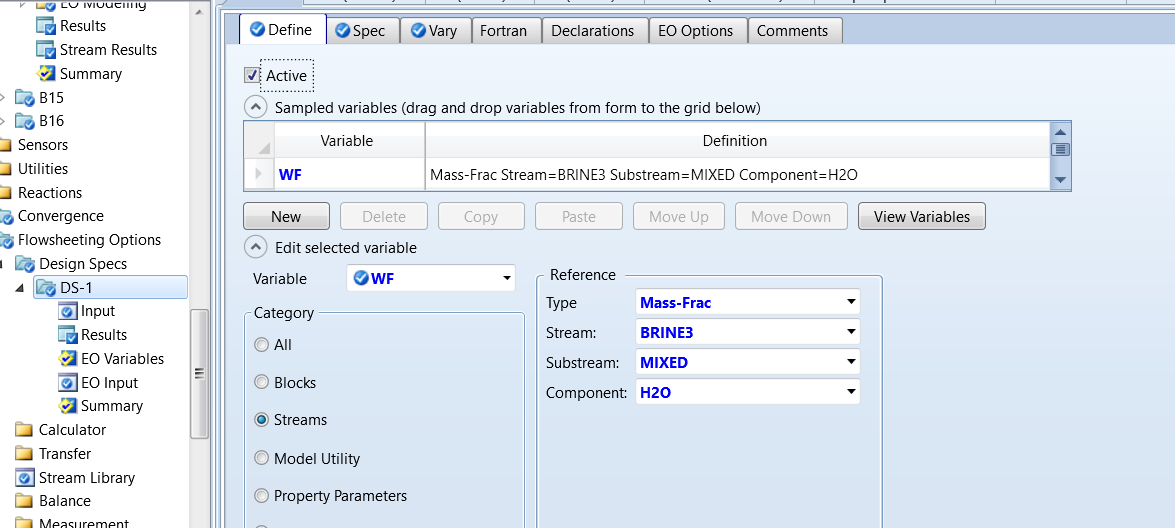 EO Modeling
Results
Stream Results
Summary
B15
B16
Sensors
Utilities
Reactions
Convergence
Flowsheeting Options
Design Specs
DS-1
Input
Results
EO Variables
EO Input
Summary
Calculator
Transfer
Stream Library
Balance
Measurement
Define
Spec
Vary
Fortran
Declarations
EO Options
Comments
Active
Sampled variables (drag and drop variables from form to the grid below)
Variable Definition
WF Mass-Frac Stream=BRINE3 Substream=MIXED Component=H2O
New Delete Copy Paste Move Up Move Down View Variables
Edit selected variable
Variable WF
Category
All
Blocks
Streams
Model Utility
Property Parameters
Reference
Type Mass-Frac
Stream: BRINE3
Substream: MIXED
Component: H2O